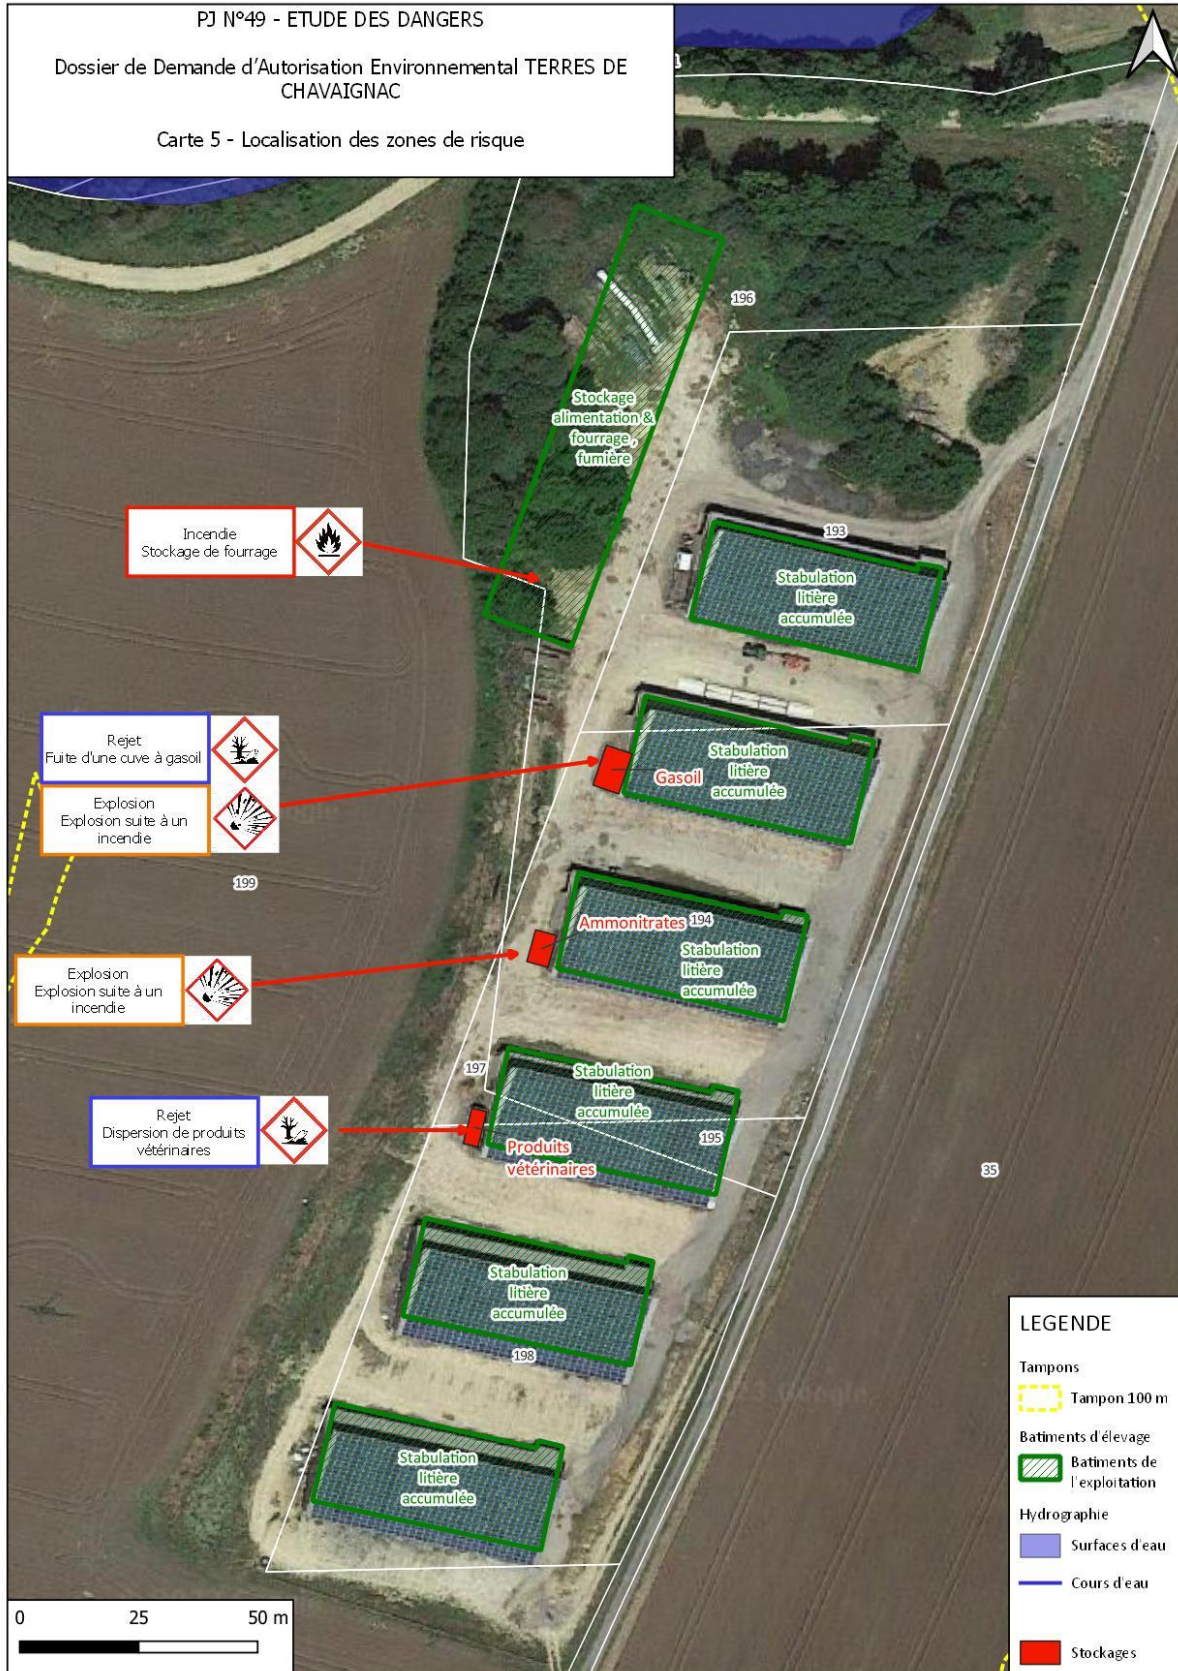 PJ N°49 - ETUDE DES DANGERS
Dossier de Demande d'Autorisation Environnemental TERRES DE
CHAVAIGNAC
Carte 5 - Localisation des zones de risque
196
Stockage
alimentation &
fourrage,
fumière
Incendie
Stockage de fourrage
193
Stabulation
litière
accumulée
Rejet
Fuite d'une cuve à gasoil
Explosion
Explosion suite à un
incendie
Gasoil
Stabulation
litière
accumulée
199
Ammonitrates
194
Stabulation
litière
accumulée
Explosion
Explosion suite à un
incendie
197
Stabulation
litière
accumulée
195
Rejet
Dispersion de produits
vétérinaires
Produits
vétérinaires
35
Stabulation
litière
accumulée
198
Stabulation
litière
accumulée
LEGENDE
Tampons
Tampon 100 m
Batiments d'élevage
Batiments de
l'exploitation
Hydrographie
Surfaces d'eau
Cours d'eau
Stockages
0 25 50 m